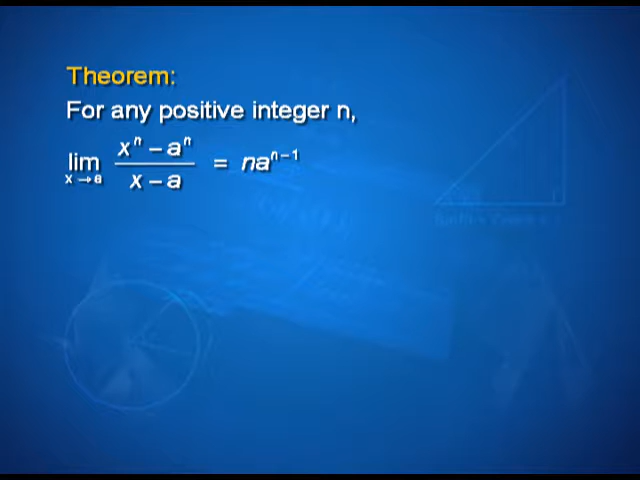 Theorem:
For any positive integer n,
lim x→a (xⁿ – aⁿ)/(x – a) = naⁿ⁻¹